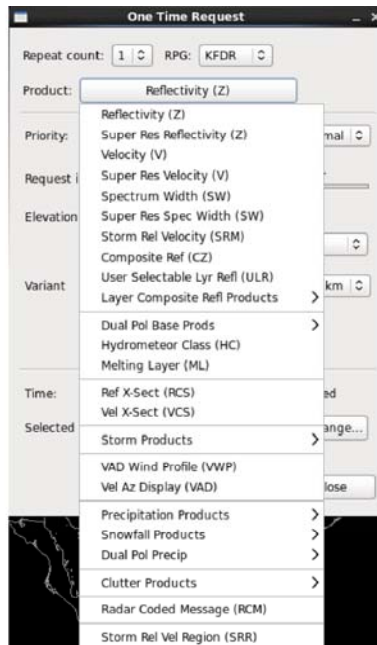 One Time Request
Repeat count: 1 RPG: KFDR
Product: Reflectivity (Z)
Reflectivity (Z)
Priority: Super Res Reflectivity (Z) mal
Velocity (V)
Request i Super Res Velocity (V)
Spectrum Width (SW)
Elevation Super Res Spec Width (SW)
Storm Rel Velocity (SRM)
Composite Ref (CZ)
User Selectable Lyr Refl (ULR)
Variant Layer Composite Refl Products km
Dual Pol Base Prods
Hydrometeor Class (HC)
Melting Layer (ML)
Time: Ref X-Sect (RCS) ed
Vel X-Sect (VCS)
Selected Storm Products ange...
VAD Wind Profile (VWP)
Vel Az Display (VAD) lose
Precipitation Products
Snowfall Products
Dual Pol Precip
Clutter Products
Radar Coded Message (RCM)
Storm Rel Vel Region (SRR)